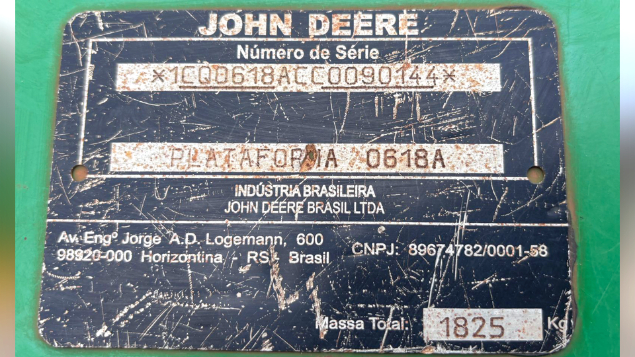 JOHN DEERE
Número de Série
*1CQ0618ACC0090144*
PLATAFORMA 0618A
INDÚSTRIA BRASILEIRA
JOHN DEERE BRASIL LTDA
Av. Engº Jorge A.D. Logemann, 600
98920-000 Horizontina - RS Brasil
CNPJ: 89674782/0001-58
Massa Total: 1825 Kg